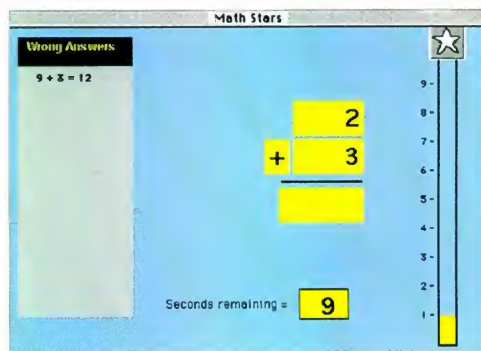 Math Stars
Wrong Answers
9 + 3 = 12
2
+ 3
Seconds remaining = 9
9-
8-
7-
6-
5-
4-
3-
2-
1-